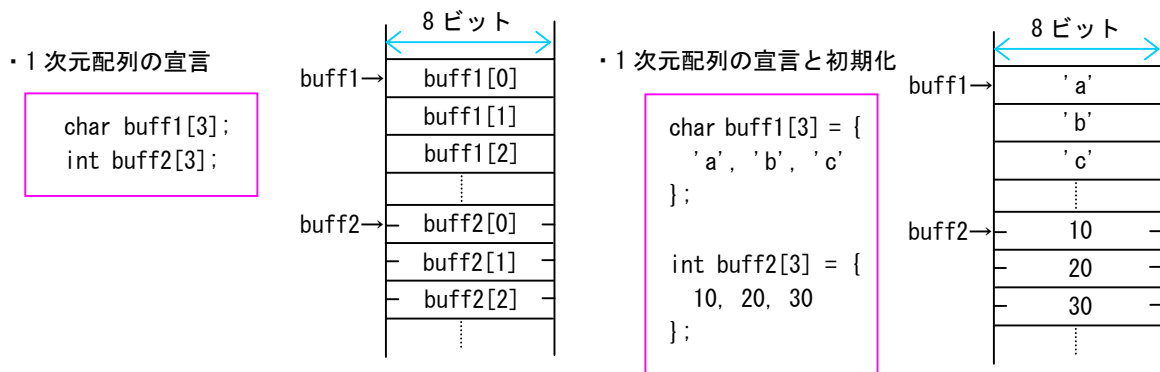 ・1 次元配列の宣言
char buff1[3];
int buff2[3];
8 ビット
buff1→
buff1[0]
buff1[1]
buff1[2]
buff2→
buff2[0]
buff2[1]
buff2[2]
・1 次元配列の宣言と初期化
char buff1[3] = {
'a', 'b', 'c'
};
int buff2[3] = {
10, 20, 30
};
8 ビット
buff1→
'a'
'b'
'c'
buff2→
10
20
30